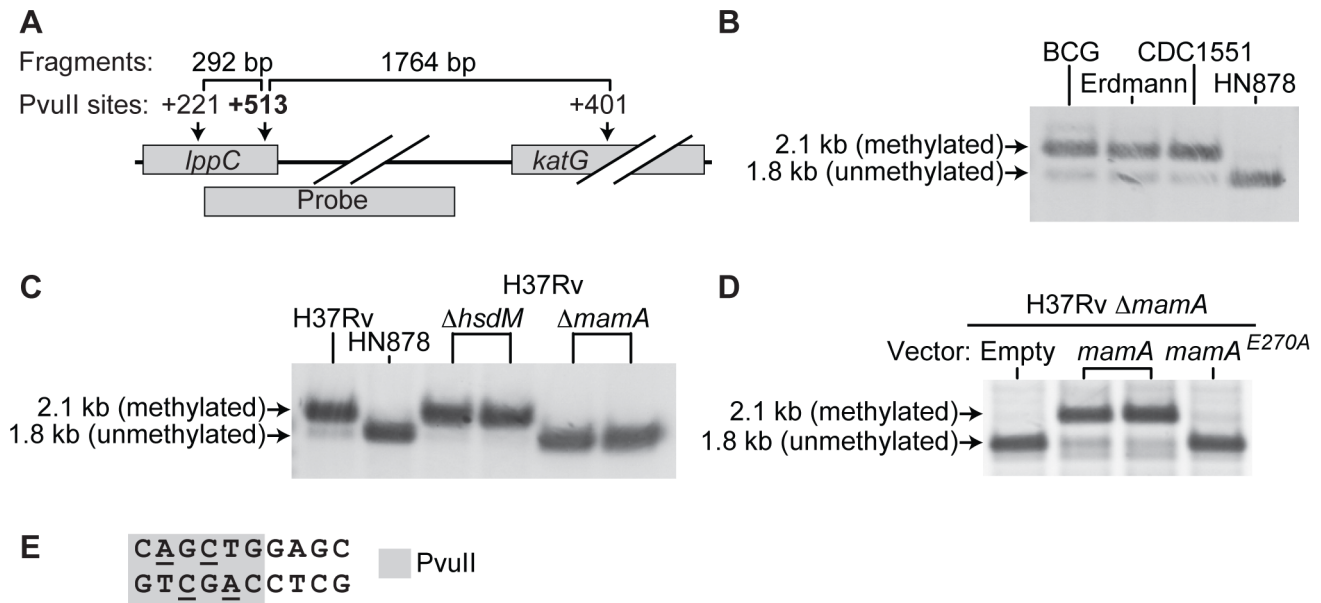 A
Fragments: 292 bp 1764 bp
PvuII sites: +221 +513 +401
lppC katG
Probe
B
BCG CDC1551
Erdmann HN878
2.1 kb (methylated)
1.8 kb (unmethylated)
C
H37Rv
H37Rv ΔhsdM ΔmamA
HN878
2.1 kb (methylated)
1.8 kb (unmethylated)
D
H37Rv ΔmamA
Vector: Empty mamA mamA E270A
2.1 kb (methylated)
1.8 kb (unmethylated)
E
CAGCTGGAGC
GTCGACCTCG
PvuII